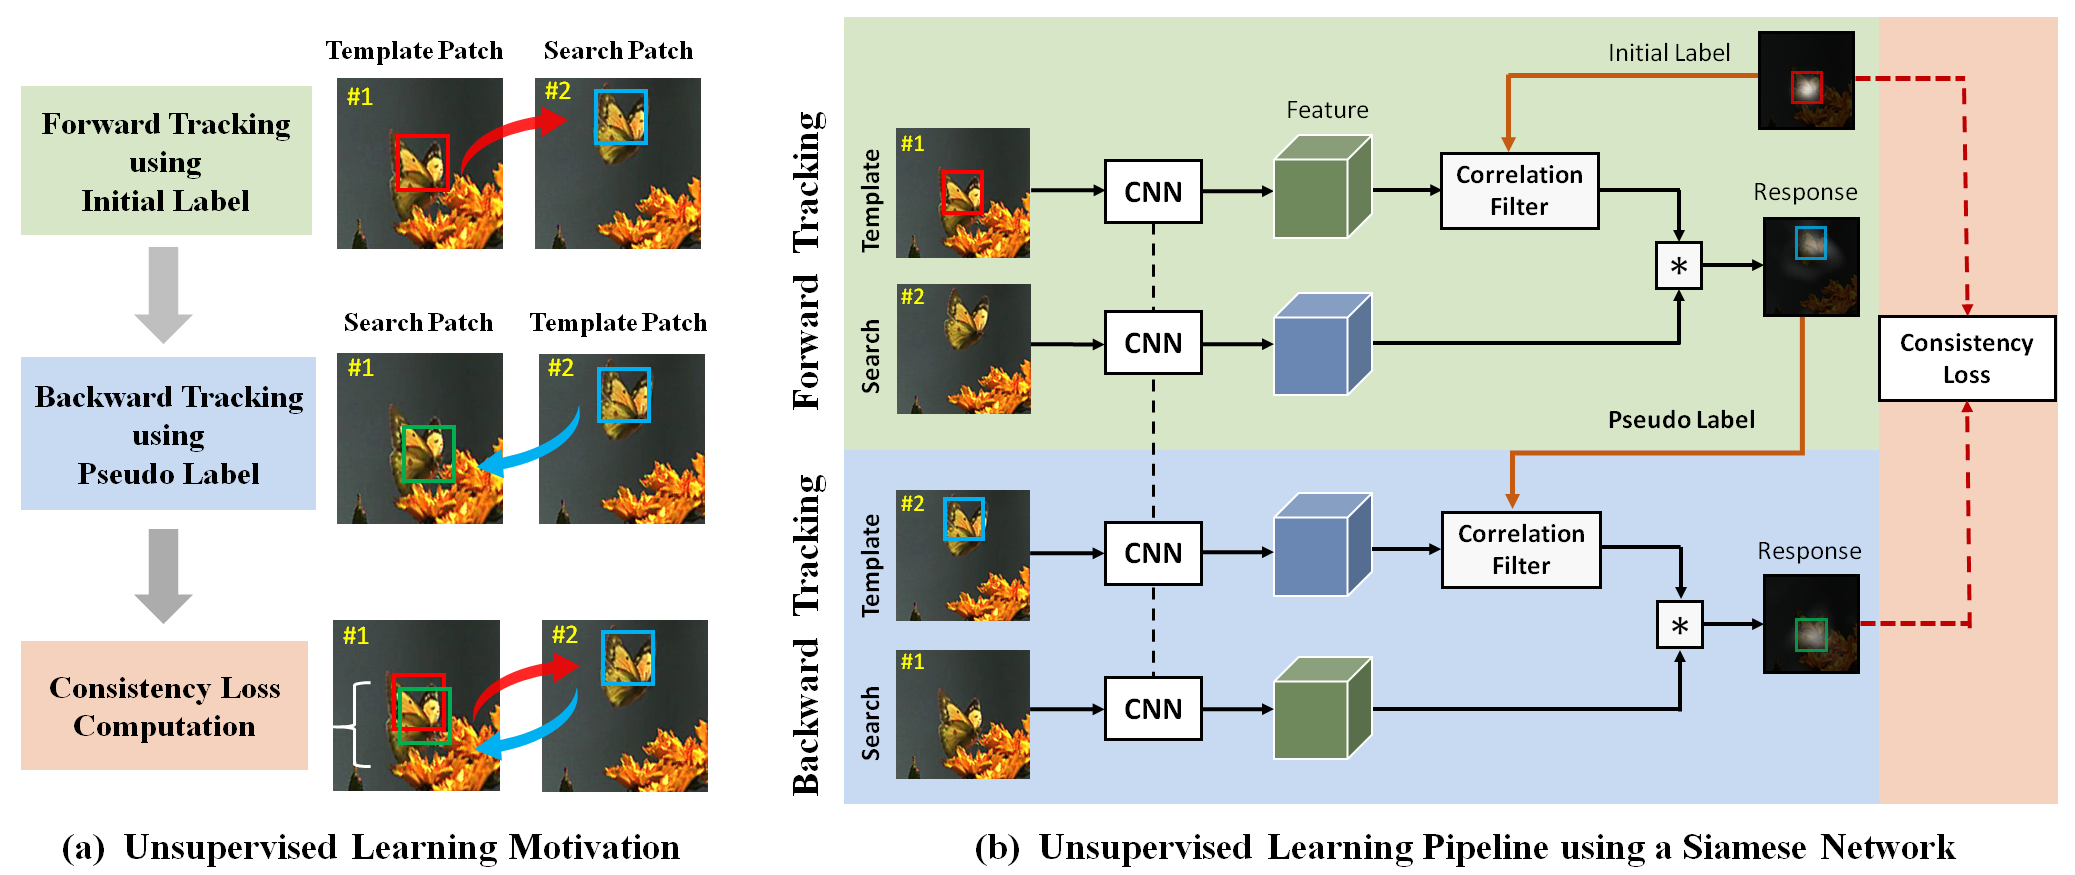 Template Patch
Search Patch
#1
#2
Forward Tracking
using
Initial Label
Search Patch
Template Patch
#1
#2
Backward Tracking
using
Pseudo Label
#1
#2
Consistency Loss
Computation
(a) Unsupervised Learning Motivation
Forward Tracking
Template
Search
#1
#2
CNN
CNN
Feature
Initial Label
Correlation
Filter
*
Response
Consistency
Loss
Pseudo Label
Backward Tracking
Template
Search
#2
#1
CNN
CNN
Correlation
Filter
*
Response
(b) Unsupervised Learning Pipeline using a Siamese Network